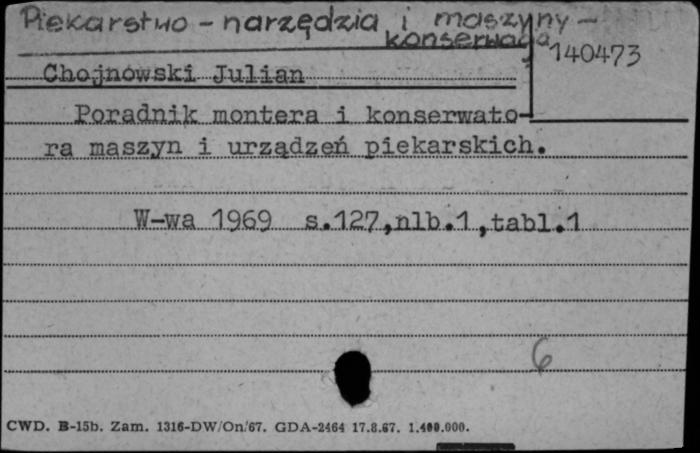 Piekarstwo - narzędzia i maszyny -
konserwacja
140473
Chojnowski Julian
Poradnik montera i konserwato-
ra maszyn i urządzeń piekarskich.
W-wa 1969 s.127,nlb.1,tabl.1
6
CWD. B-15b. Zam. 1316-DW/On/67. GDA-2464 17.8.67. 1.400.000.